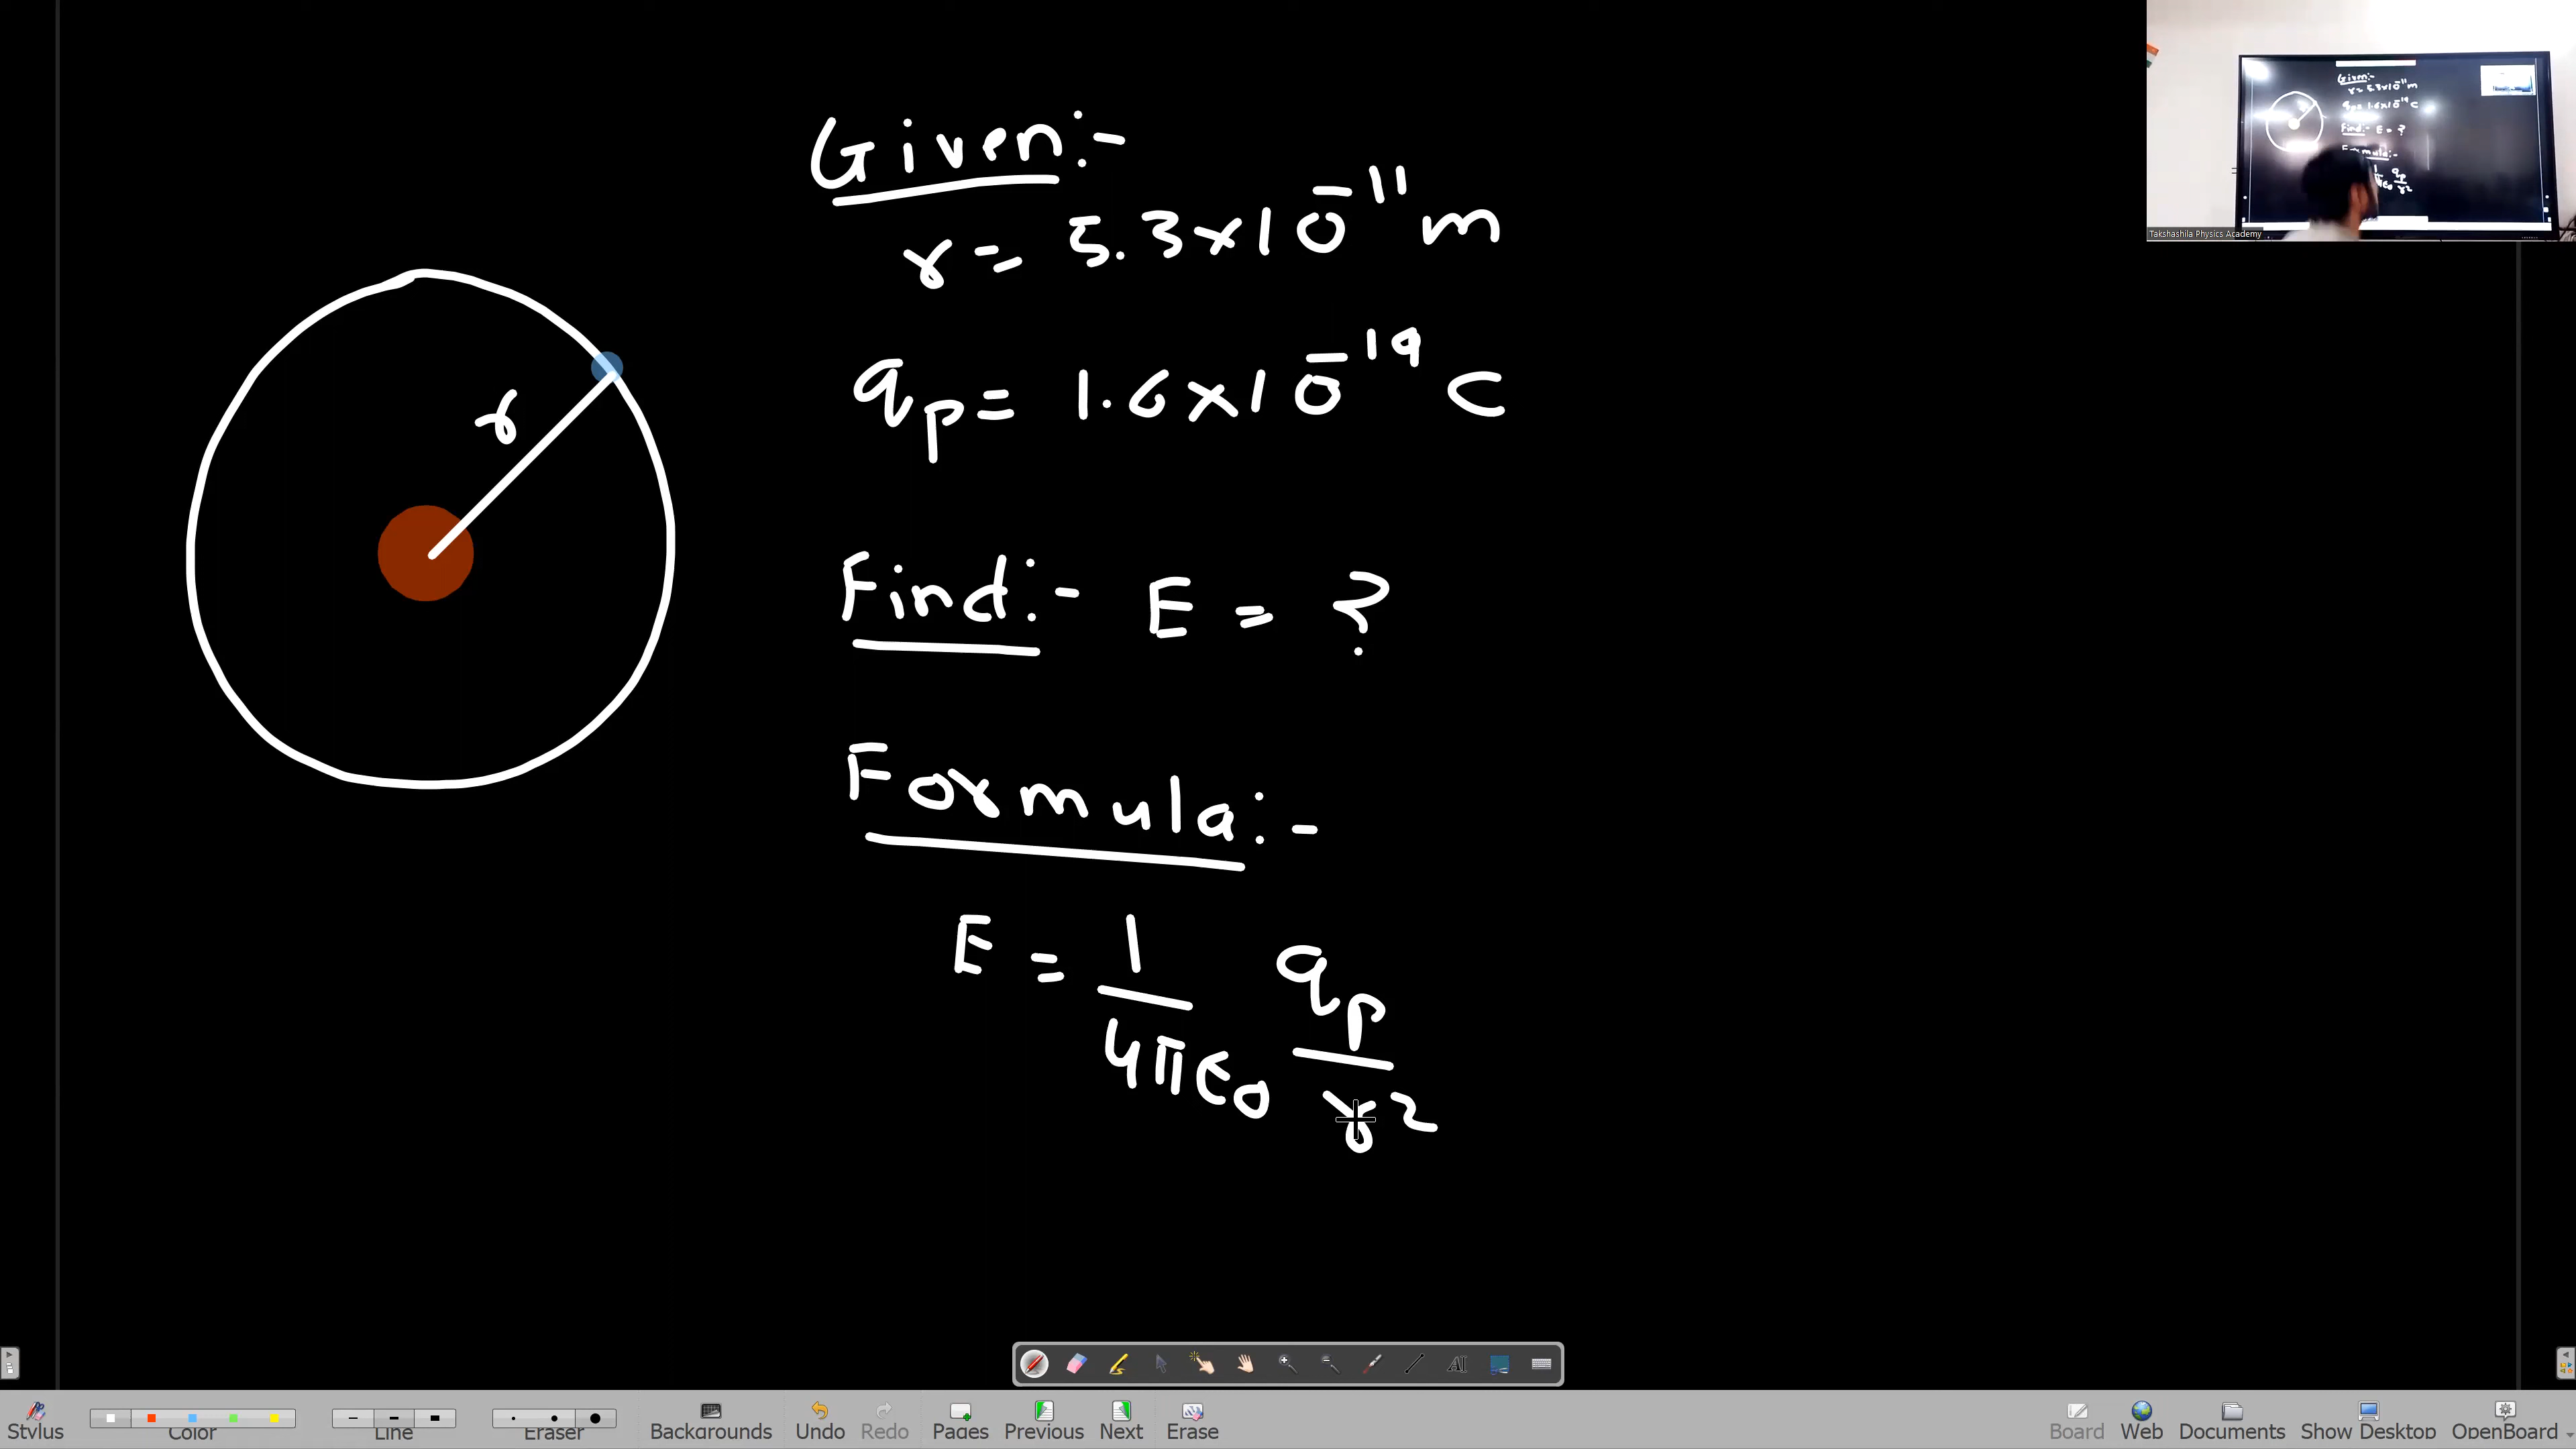 Given:-
r = 5.3×10⁻¹¹ m
qₚ = 1.6×10⁻¹⁹ C
r
Find:- E = ?
Formula:-
E = 1/4πϵ₀ qₚ/r²
Takshashila Physics Academy
Stylus
Color
Line
Eraser
Backgrounds
Undo
Redo
Pages
Previous
Next
Erase
Board
Web
Documents
Show Desktop
OpenBoard